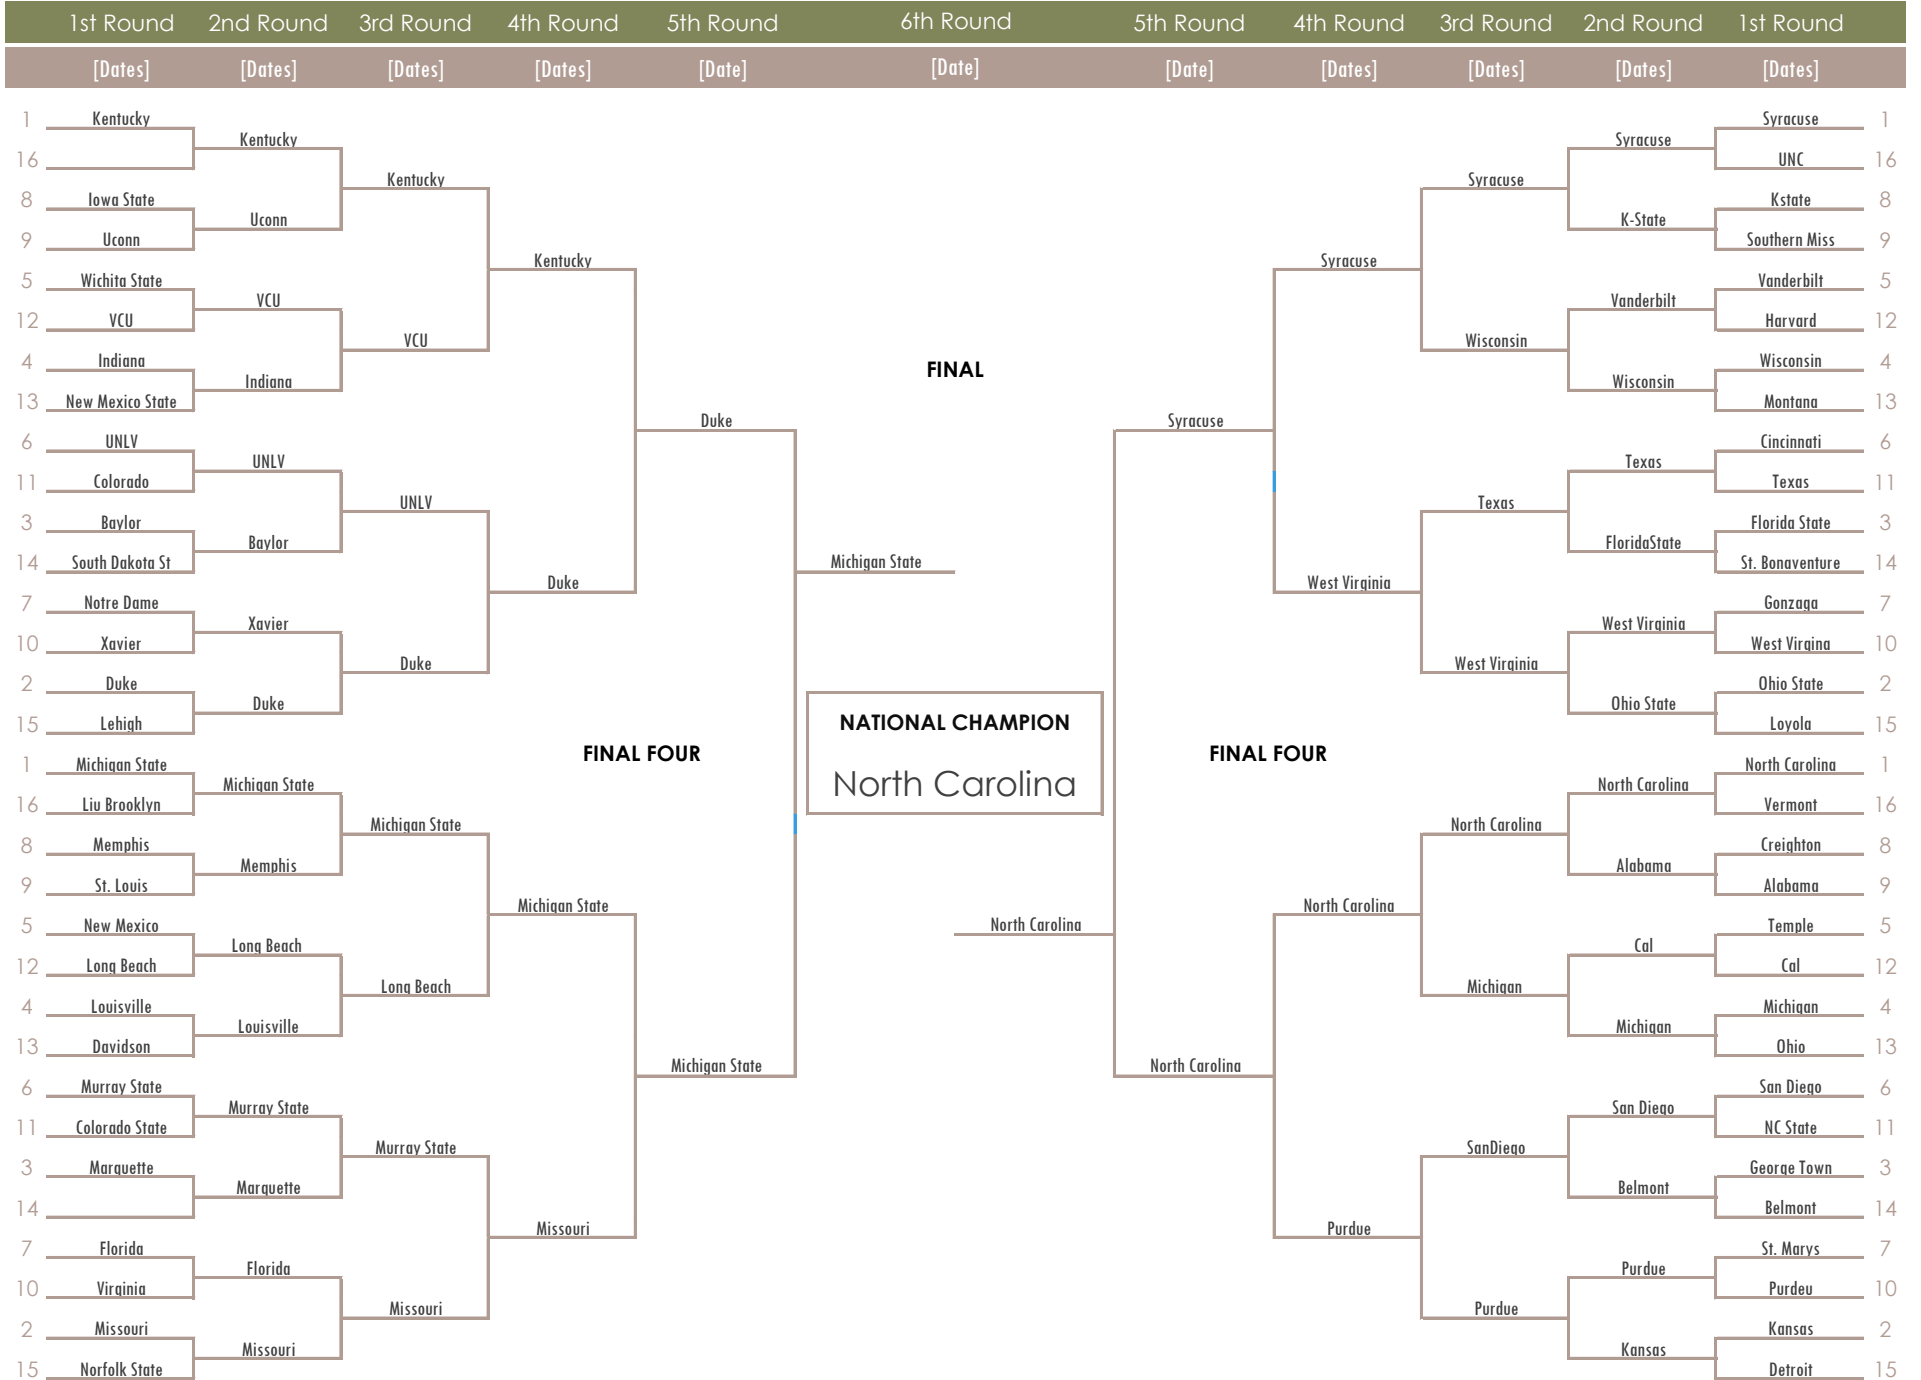 1st Round 2nd Round 3rd Round 4th Round 5th Round 6th Round 5th Round 4th Round 3rd Round 2nd Round 1st Round
[Dates] [Dates] [Dates] [Dates] [Date] [Date] [Date] [Dates] [Dates] [Dates] [Dates]
1 Kentucky Syracuse 1
Kentucky Syracuse
16 UNC 16
Kentucky Syracuse
8 Iowa State Kstate 8
Uconn K-State
9 Uconn Southern Miss 9
Kentucky Syracuse
5 Wichita State Vanderbilt 5
VCU Vanderbilt
12 VCU Harvard 12
VCU Wisconsin
4 Indiana Wisconsin 4
FINAL
Indiana Wisconsin
13 New Mexico State Montana 13
Duke Syracuse
6 UNLV Cincinnati 6
UNLV Texas
11 Colorado Texas 11
UNLV Texas
3 Baylor Florida State 3
Baylor FloridaState
14 South Dakota St Michigan State St. Bonaventure 14
Duke West Virginia
7 Notre Dame Gonzaga 7
Xavier West Virginia
10 Xavier West Virgina 10
Duke West Virginia
2 Duke Ohio State 2
Duke Ohio State
15 Lehigh NATIONAL CHAMPION Loyola 15
FINAL FOUR FINAL FOUR
1 Michigan State North Carolina 1
Michigan State North Carolina North Carolina
16 Liu Brooklyn Vermont 16
Michigan State North Carolina
8 Memphis Creighton 8
Memphis Alabama
9 St. Louis Alabama 9
Michigan State North Carolina
5 New Mexico North Carolina Temple 5
Long Beach Cal
12 Long Beach Cal 12
Long Beach Michigan
4 Louisville Michigan 4
Louisville Michigan
13 Davidson Ohio 13
Michigan State North Carolina
6 Murray State San Diego 6
Murray State San Diego
11 Colorado State NC State 11
Murray State SanDiego
3 Marquette George Town 3
Marquette Belmont
14 Belmont 14
Missouri Purdue
7 Florida St. Marys 7
Florida Purdue
10 Virginia Purdeu 10
Missouri Purdue
2 Missouri Kansas 2
Missouri Kansas
15 Norfolk State Detroit 15